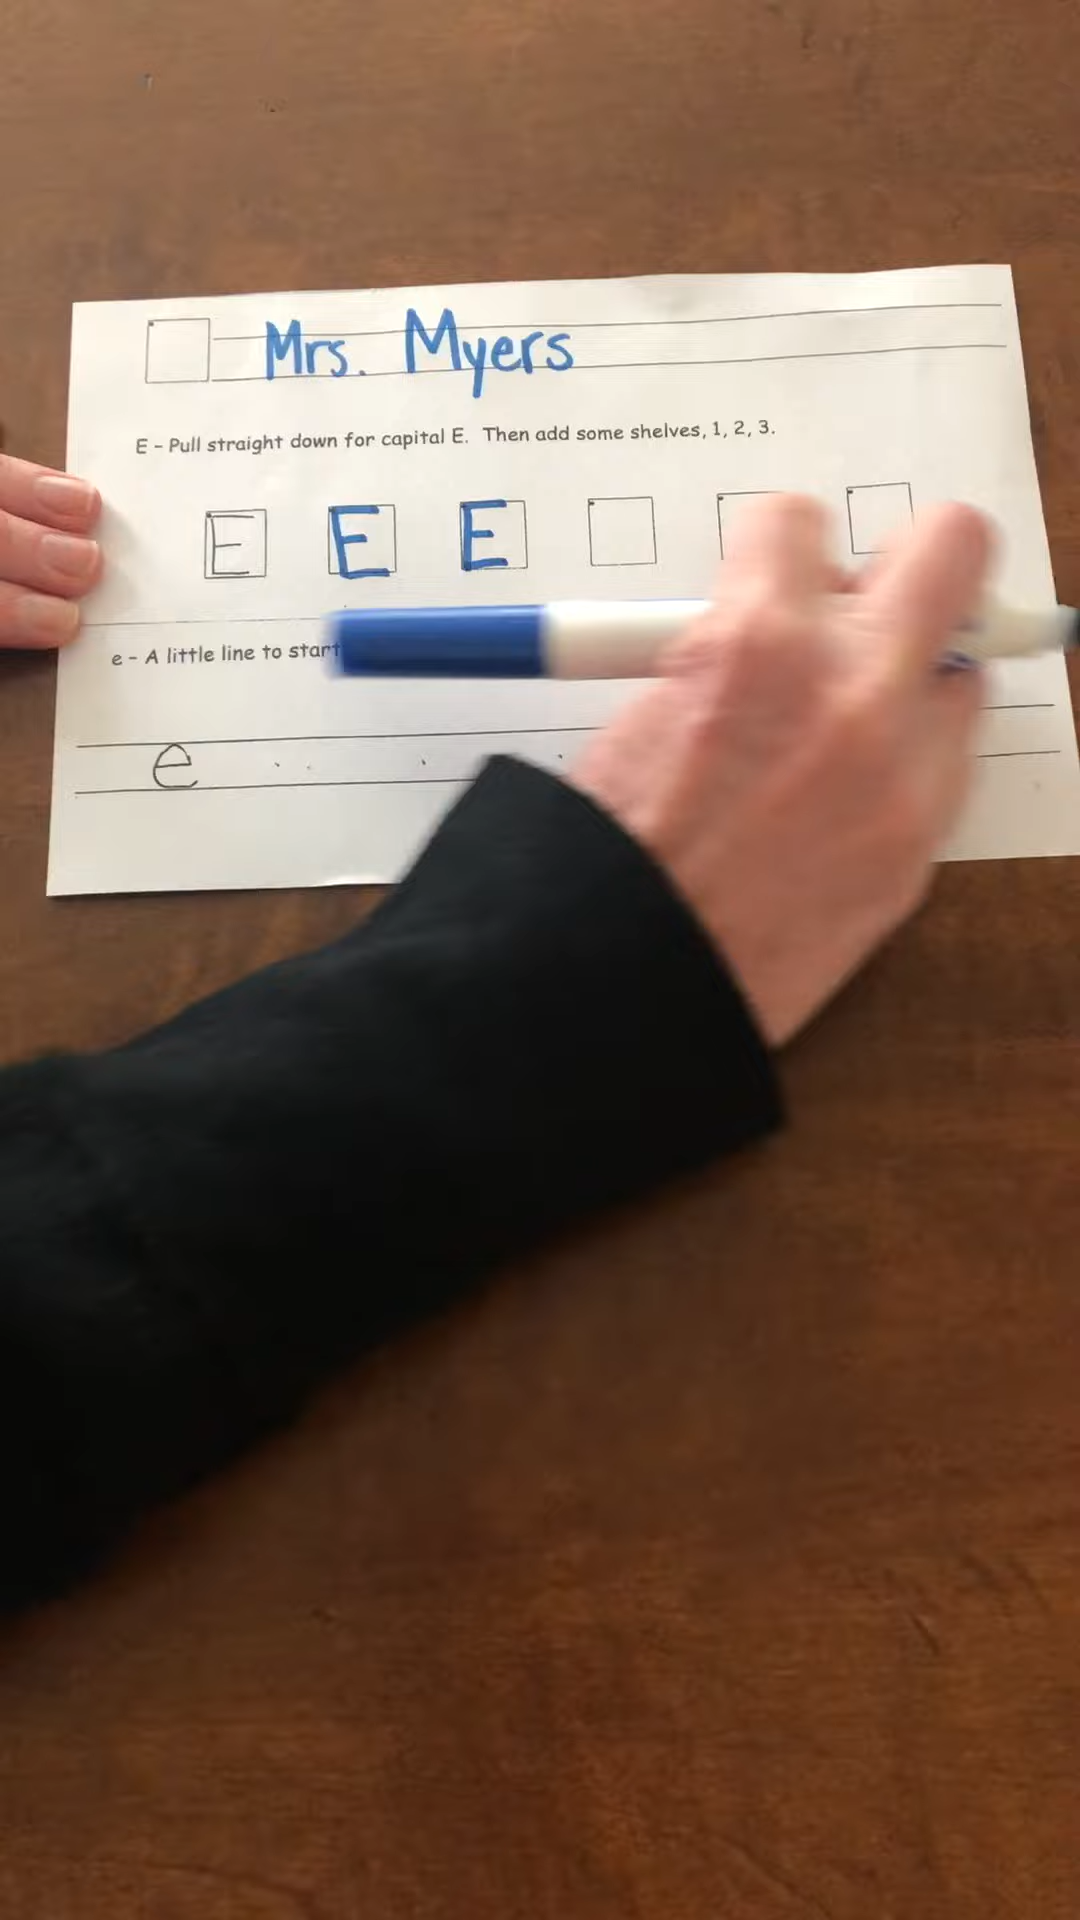 Mrs. Myers
E - Pull straight down for capital E. Then add some shelves, 1, 2, 3.
E E E
e - A little line to start
e